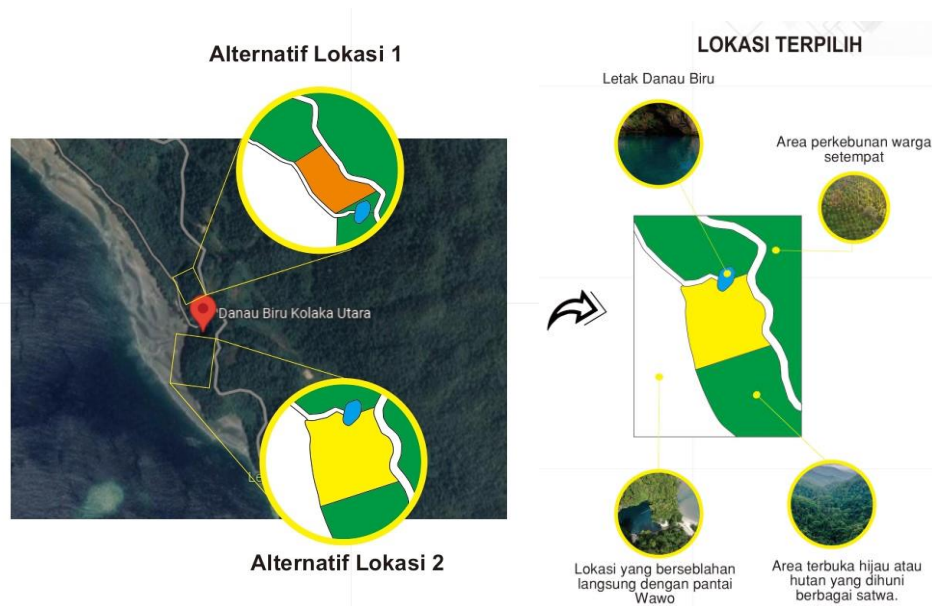 Alternatif Lokasi 1
Danau Biru Kolaka Utara
Le
Alternatif Lokasi 2
LOKASI TERPILIH
Letak Danau Biru
Area perkebunan warga
setempat
Lokasi yang berseblahan
langsung dengan pantai
Wawo
Area terbuka hijau atau
hutan yang dihuni
berbagai satwa.